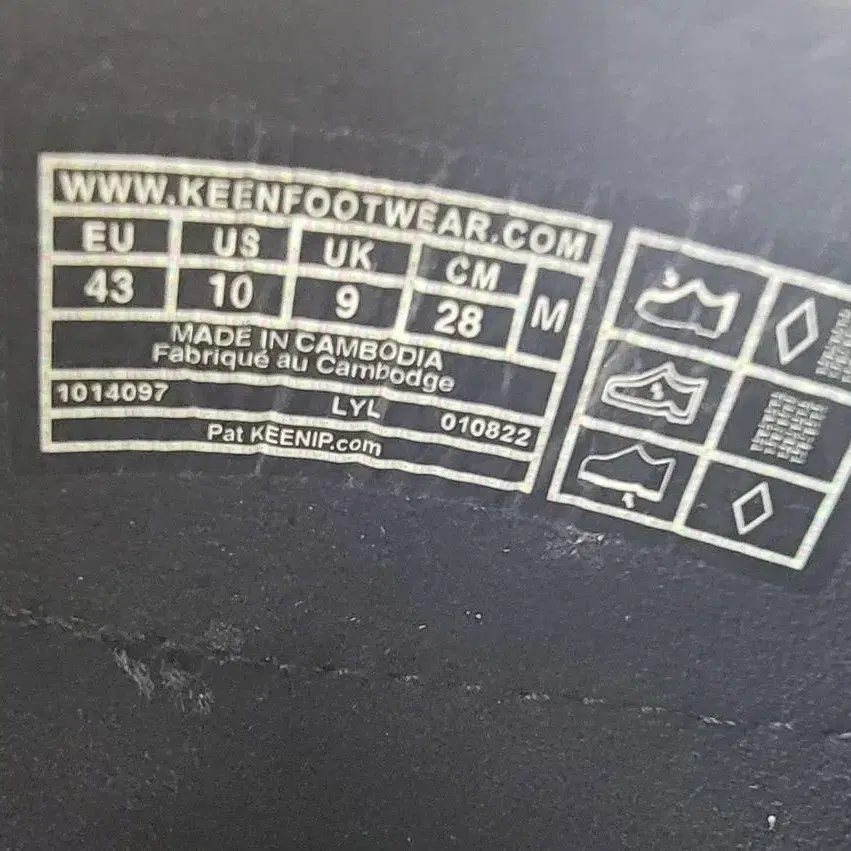 WWW.KEENFOOTWEAR.COM
EU US UK CM M
43 10 9 28
MADE IN CAMBODIA
Fabriqué au Cambodge
1014097 LYL 010822
Pat KEENIP.com